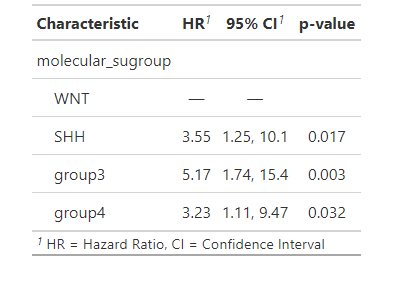 Characteristic HR1 95% CI1 p-value
molecular_sugroup
WNT — —
SHH 3.55 1.25, 10.1 0.017
group3 5.17 1.74, 15.4 0.003
group4 3.23 1.11, 9.47 0.032
1 HR = Hazard Ratio, CI = Confidence Interval